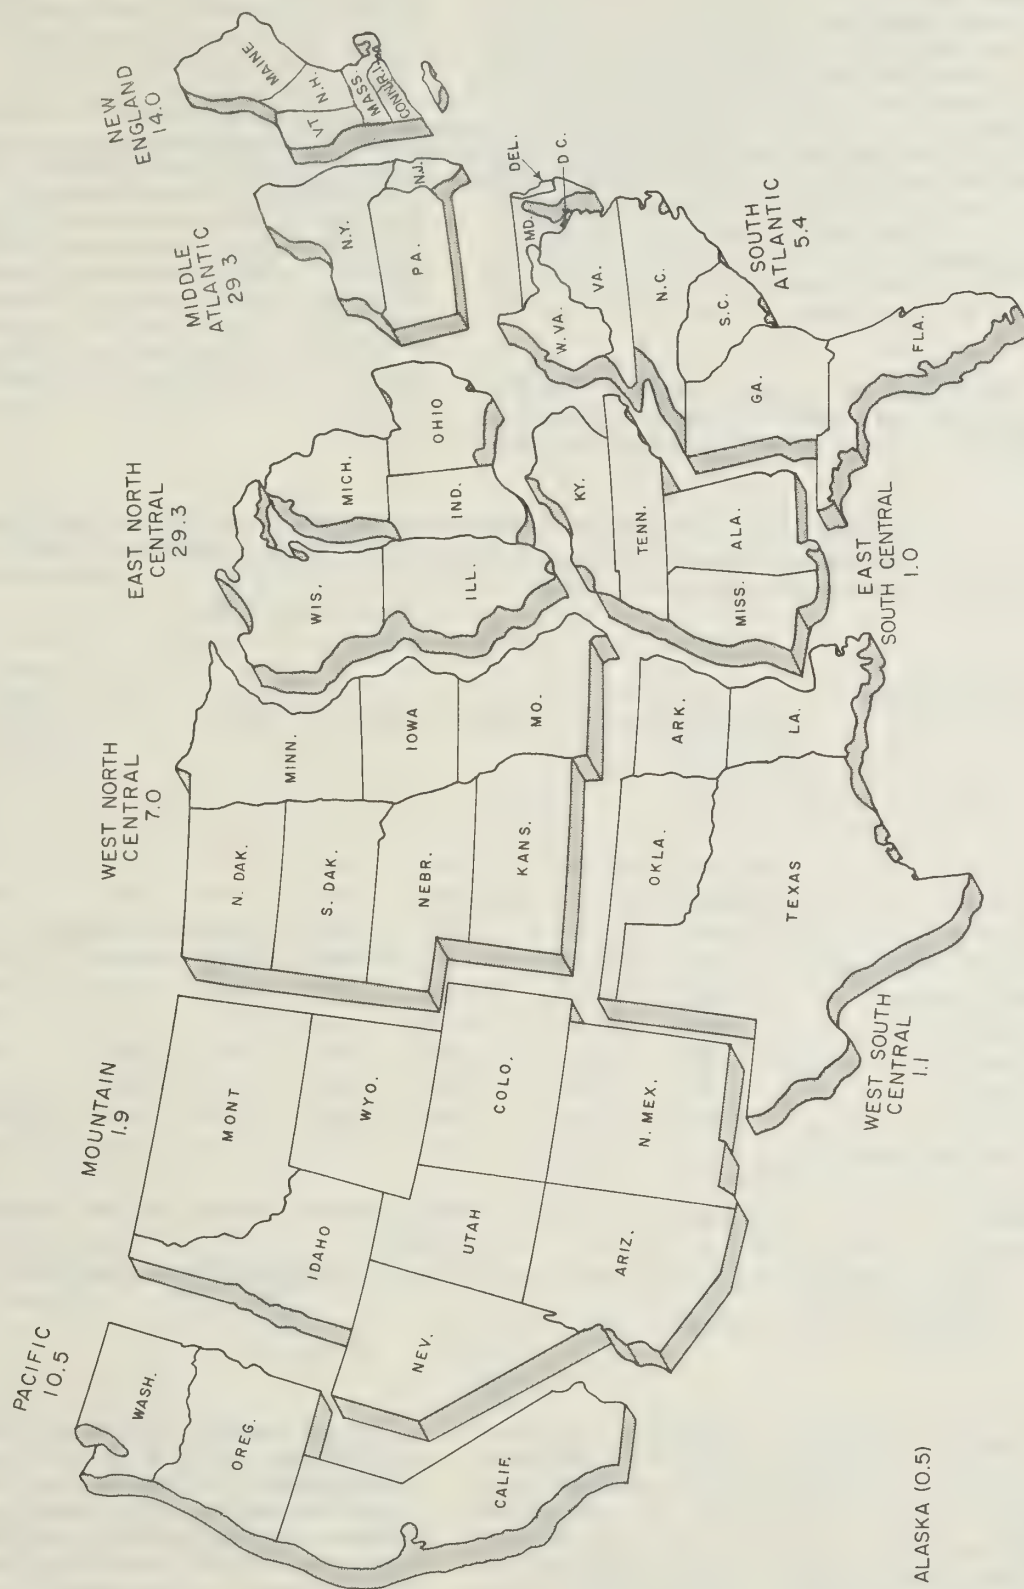 PACIFIC
10.5
WASH.
OREG.
CALIF.
MOUNTAIN
1.9
MONT
IDAHO
WYO.
NEV.
UTAH
COLO.
ARIZ.
N. MEX.
WEST NORTH
CENTRAL
7.0
N. DAK.
S. DAK.
NEBR.
KANS.
MINN.
IOWA
MO.
WEST SOUTH
CENTRAL
1.1
OKLA.
TEXAS
ARK.
LA.
EAST NORTH
CENTRAL
29.3
WIS.
MICH.
ILL.
IND.
OHIO
EAST
SOUTH CENTRAL
1.0
KY.
TENN.
MISS.
ALA.
MIDDLE
ATLANTIC
29 3
N.Y.
PA.
N.J.
NEW
ENGLAND
14.0
MAINE
VT
N.H.
MASS.
CONN.
R.I.
SOUTH
ATLANTIC
5.4
DEL.
MD.
D C.
W. VA.
VA.
N.C.
S.C.
GA.
FLA.
ALASKA (0.5)